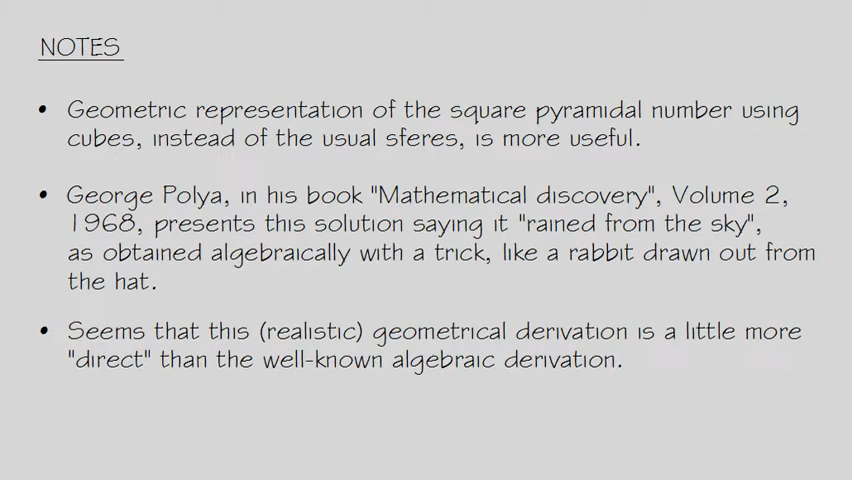 NOTES
• Geometric representation of the square pyramidal number using
cubes, instead of the usual sferes, is more useful.
• George Polya, in his book "Mathematical discovery", Volume 2,
1968, presents this solution saying it "rained from the sky",
as obtained algebraically with a trick, like a rabbit drawn out from
the hat.
• Seems that this (realistic) geometrical derivation is a little more
"direct" than the well-known algebraic derivation.